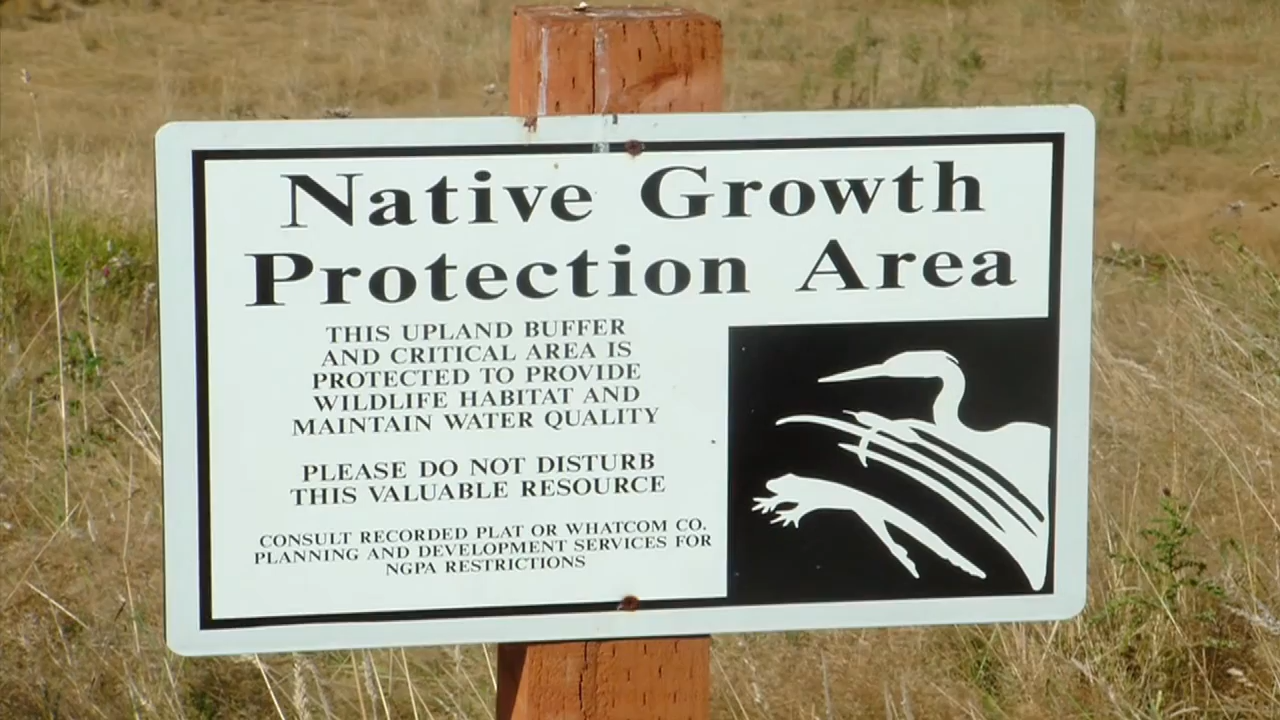 Native Growth
Protection Area
THIS UPLAND BUFFER
AND CRITICAL AREA IS
PROTECTED TO PROVIDE
WILDLIFE HABITAT AND
MAINTAIN WATER QUALITY
PLEASE DO NOT DISTURB
THIS VALUABLE RESOURCE
CONSULT RECORDED PLAT OR WHATCOM CO.
PLANNING AND DEVELOPMENT SERVICES FOR
NGPA RESTRICTIONS